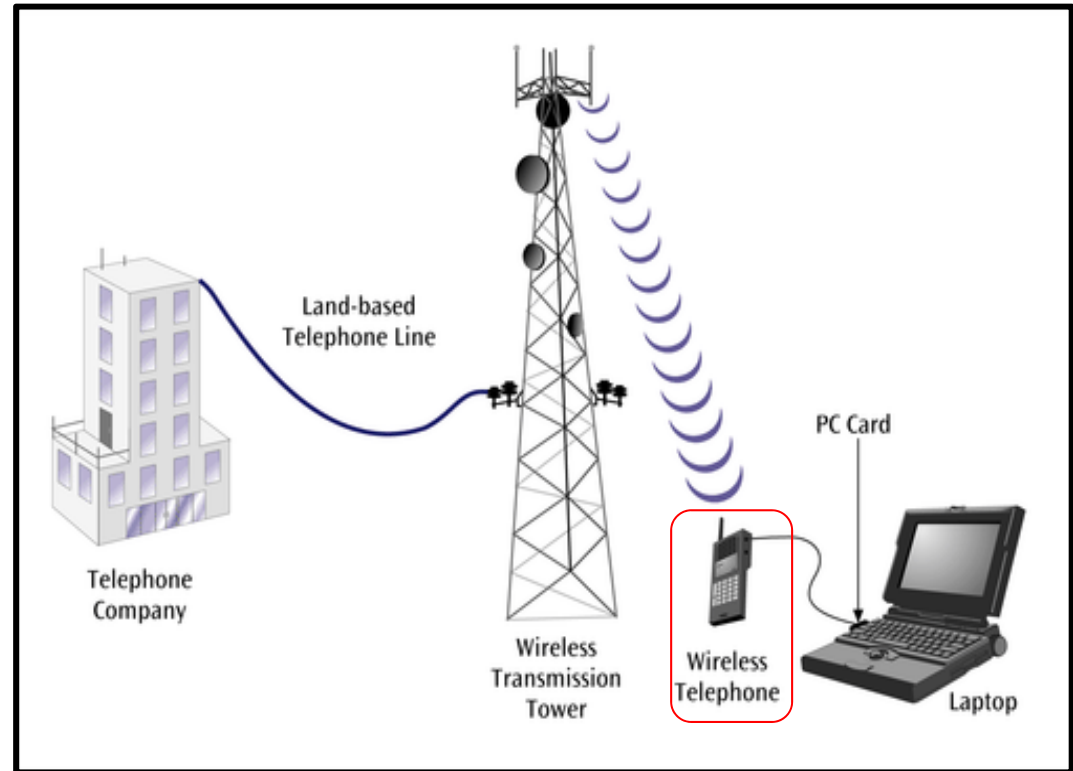 Land-based
Telephone Line
PC Card
Telephone
Company
Wireless
Transmission
Tower
Wireless
Telephone
Laptop